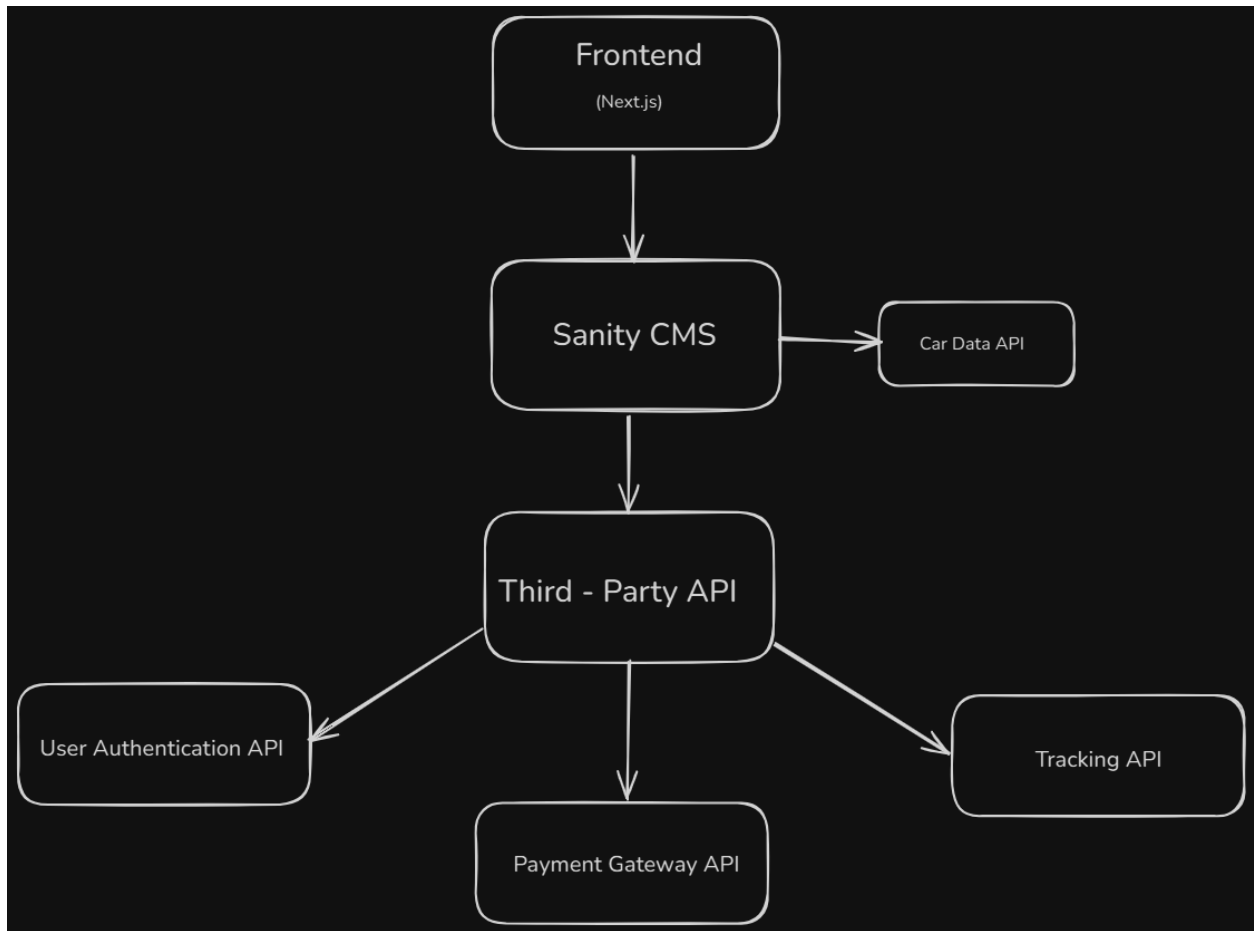 Frontend
(Next.js)
Sanity CMS
Car Data API
Third - Party API
User Authentication API
Tracking API
Payment Gateway API